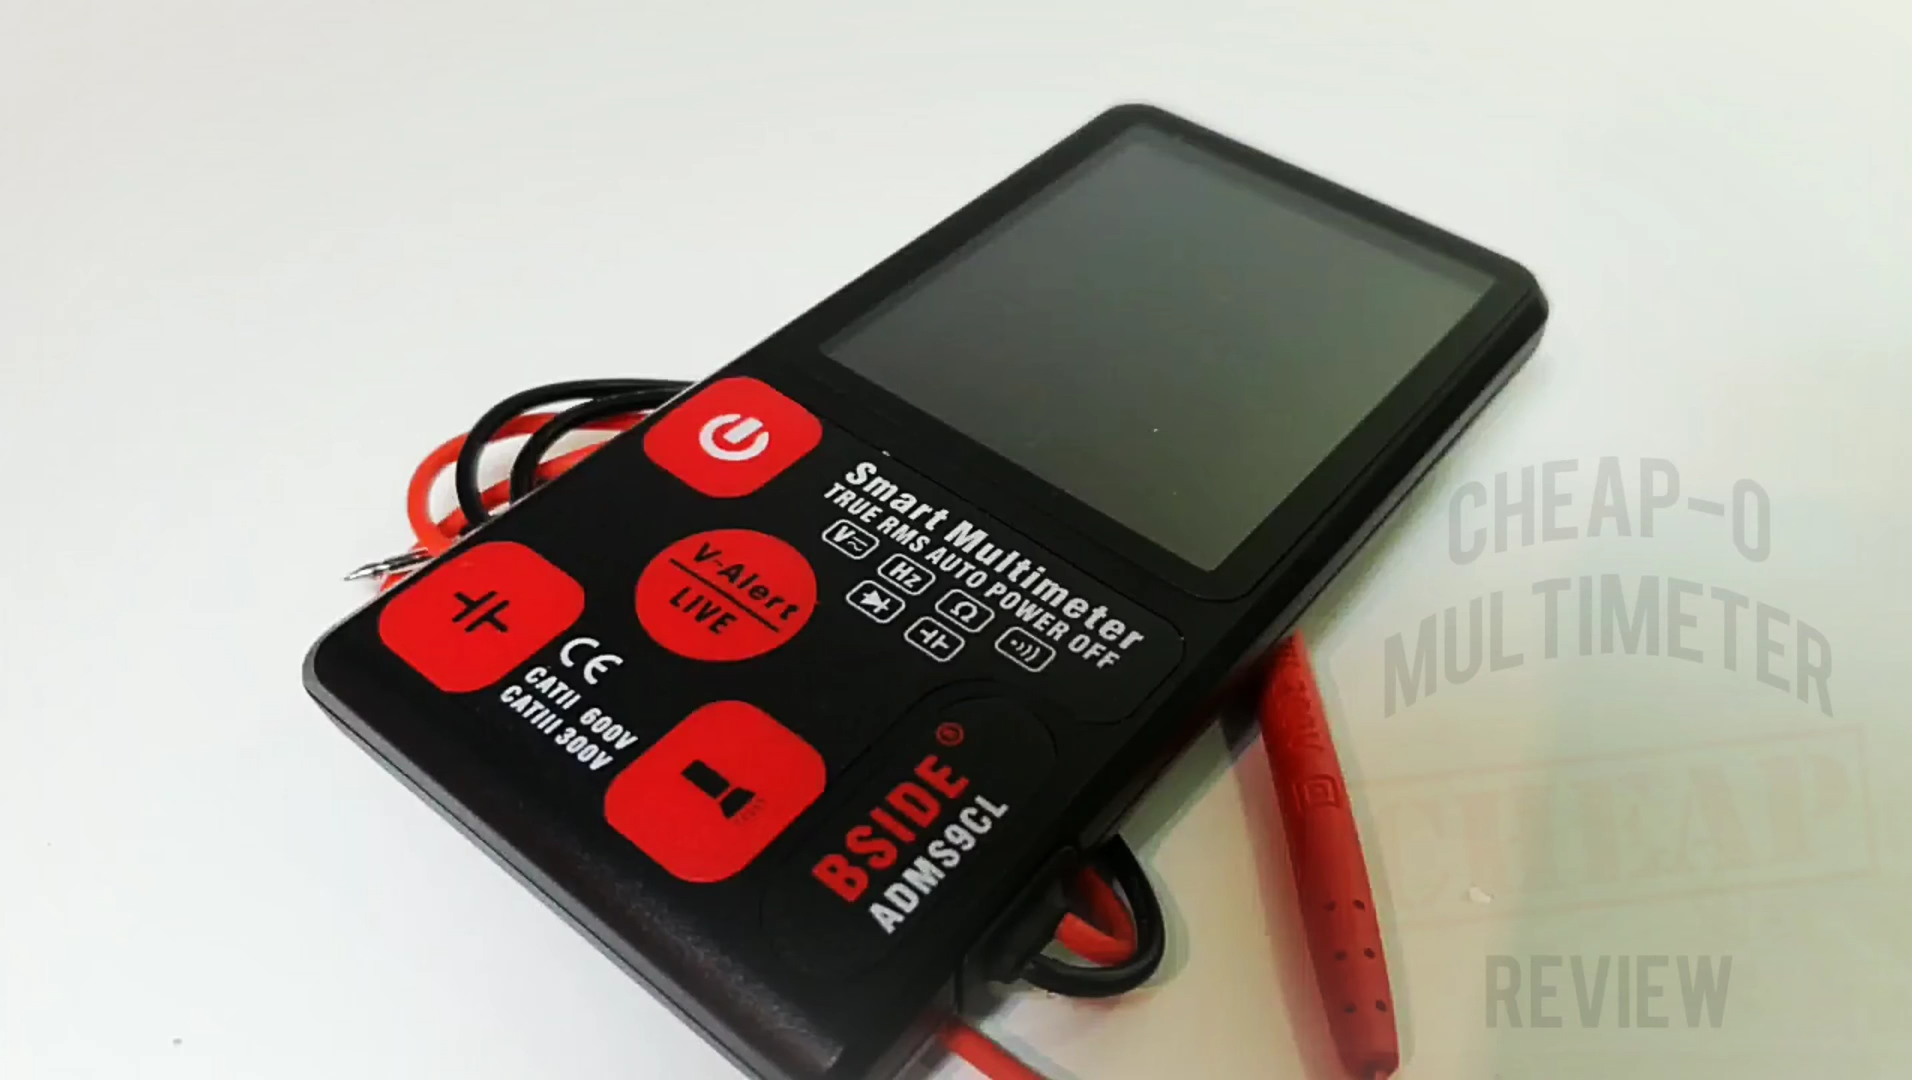 Smart Multimeter
TRUE RMS AUTO POWER OFF
V
Hz
Ω
V-Alert
LIVE
CE
CATII 600V
CATIII 300V
BSIDE®
ADMS9CL
CHEAP-O
MULTIMETER
CHEAP
REVIEW